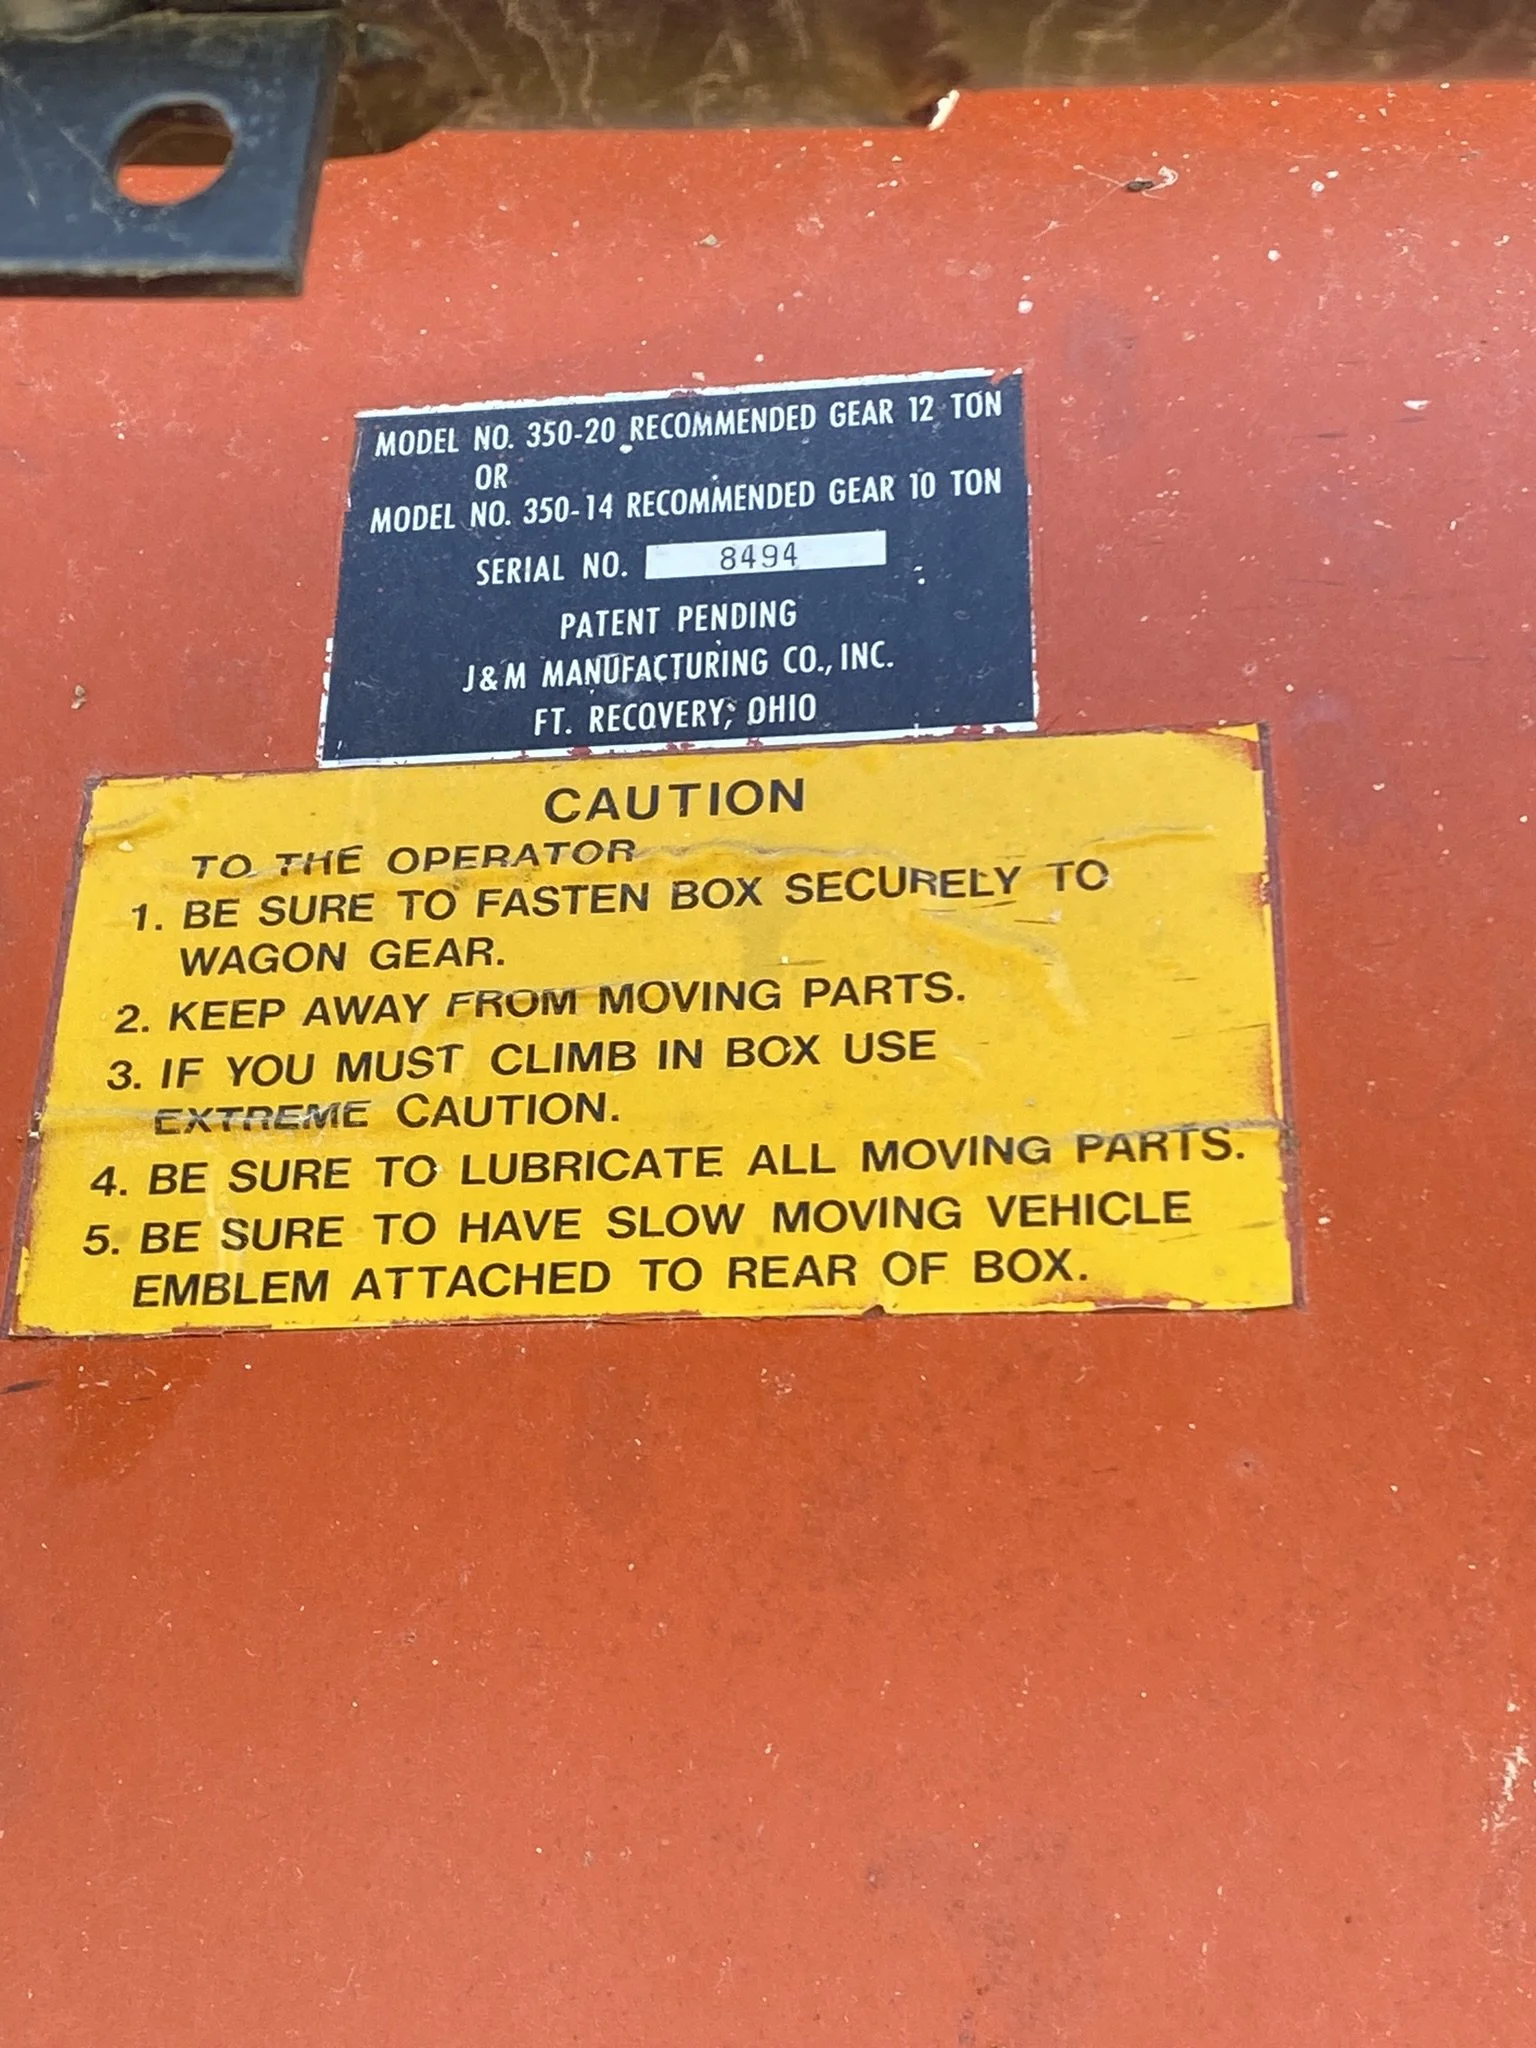 MODEL NO. 350-20 RECOMMENDED GEAR 12 TON
OR
MODEL NO. 350-14 RECOMMENDED GEAR 10 TON
SERIAL NO. 8494
PATENT PENDING
J & M MANUFACTURING CO., INC.
FT. RECOVERY, OHIO
CAUTION
TO THE OPERATOR
1. BE SURE TO FASTEN BOX SECURELY TO
WAGON GEAR.
2. KEEP AWAY FROM MOVING PARTS.
3. IF YOU MUST CLIMB IN BOX USE
EXTREME CAUTION.
4. BE SURE TO LUBRICATE ALL MOVING PARTS.
5. BE SURE TO HAVE SLOW MOVING VEHICLE
EMBLEM ATTACHED TO REAR OF BOX.